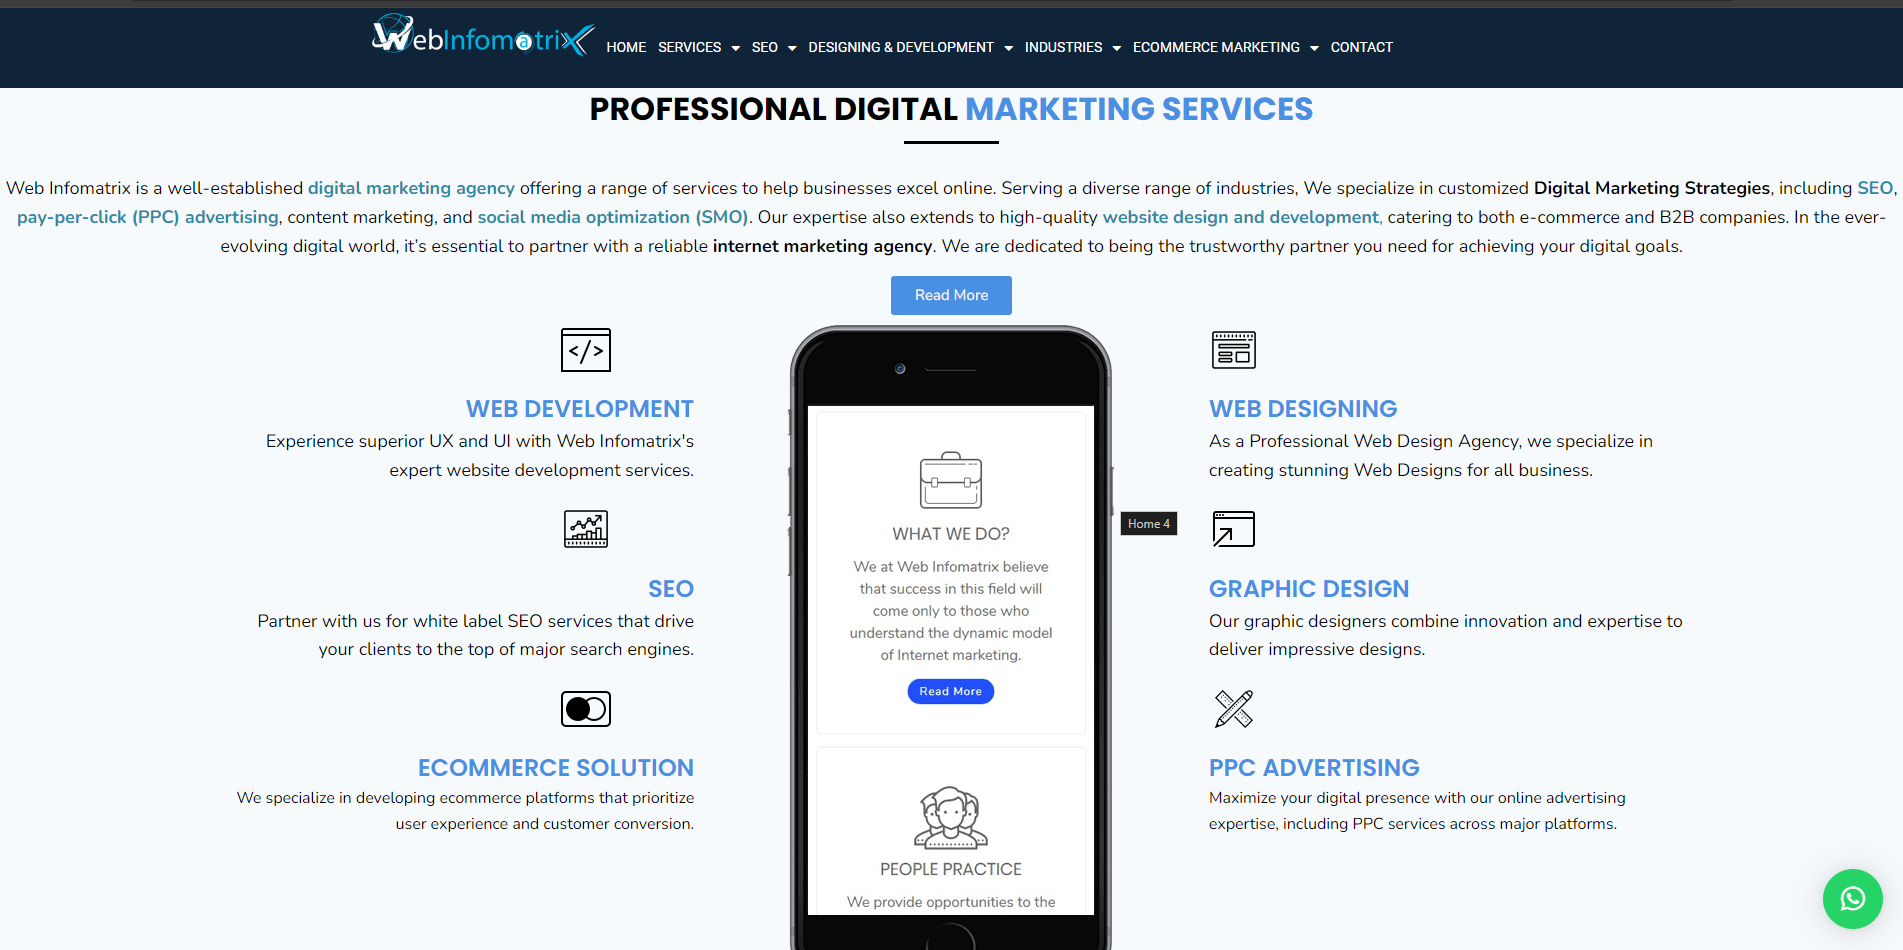 WebInfomatrix
HOME SERVICES SEO DESIGNING & DEVELOPMENT INDUSTRIES ECOMMERCE MARKETING CONTACT
PROFESSIONAL DIGITAL MARKETING SERVICES
Web Infomatrix is a well-established digital marketing agency offering a range of services to help businesses excel online. Serving a diverse range of industries, We specialize in customized Digital Marketing Strategies, including SEO,
pay-per-click (PPC) advertising, content marketing, and social media optimization (SMO). Our expertise also extends to high-quality website design and development, catering to both e-commerce and B2B companies. In the ever-
evolving digital world, it’s essential to partner with a reliable internet marketing agency. We are dedicated to being the trustworthy partner you need for achieving your digital goals.
Read More
WEB DEVELOPMENT
Experience superior UX and UI with Web Infomatrix's
expert website development services.
SEO
Partner with us for white label SEO services that drive
your clients to the top of major search engines.
ECOMMERCE SOLUTION
We specialize in developing ecommerce platforms that prioritize
user experience and customer conversion.
WHAT WE DO?
We at Web Infomatrix believe
that success in this field will
come only to those who
understand the dynamic model
of Internet marketing.
Read More
PEOPLE PRACTICE
We provide opportunities to the
Home 4
WEB DESIGNING
As a Professional Web Design Agency, we specialize in
creating stunning Web Designs for all business.
GRAPHIC DESIGN
Our graphic designers combine innovation and expertise to
deliver impressive designs.
PPC ADVERTISING
Maximize your digital presence with our online advertising
expertise, including PPC services across major platforms.